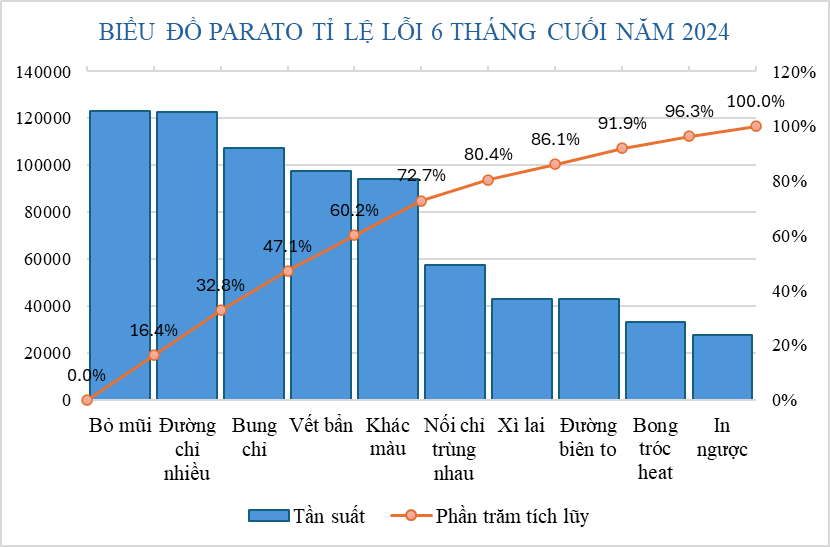 BIỂU ĐỒ PARATO TỈ LỆ LỖI 6 THÁNG CUỐI NĂM 2024
140000
120000
100000
80000
60000
40000
20000
0
120%
100%
80%
60%
40%
20%
0%
0.0%
16.4%
32.8%
47.1%
60.2%
72.7%
80.4%
86.1%
91.9%
96.3%
100.0%
Bỏ mũi
Đường
chỉ
nhiều
Bung
chỉ
Vết bẩn
Khác
màu
Nối chỉ
trùng
nhau
Xì lai
Đường
biên to
Bong
tróc
heat
In
ngược
Tần suất
Phần trăm tích lũy